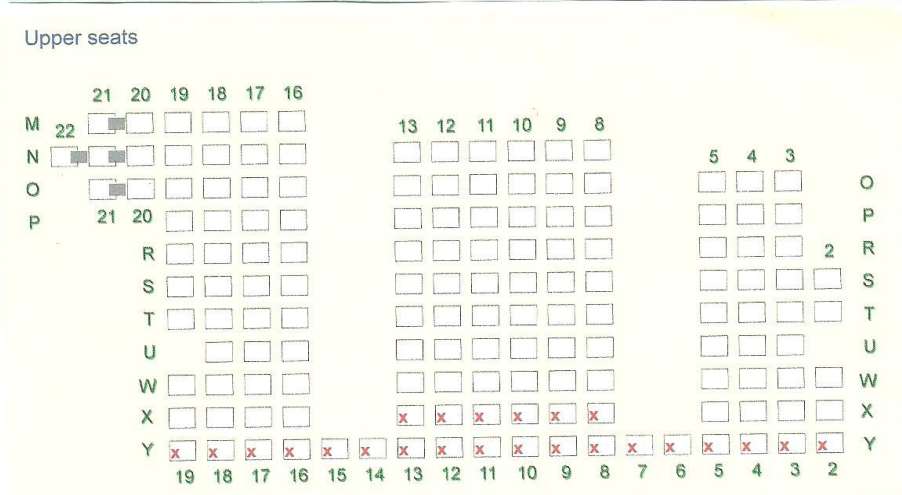 Upper seats
21 20 19 18 17 16
M 22 13 12 11 10 9 8
N 5 4 3
O O
P 21 20 P
R 2 R
S S
T T
U U
W W
X x x x x x x X
Y x x x x x x x x x x x x x x x x x x Y
19 18 17 16 15 14 13 12 11 10 9 8 7 6 5 4 3 2